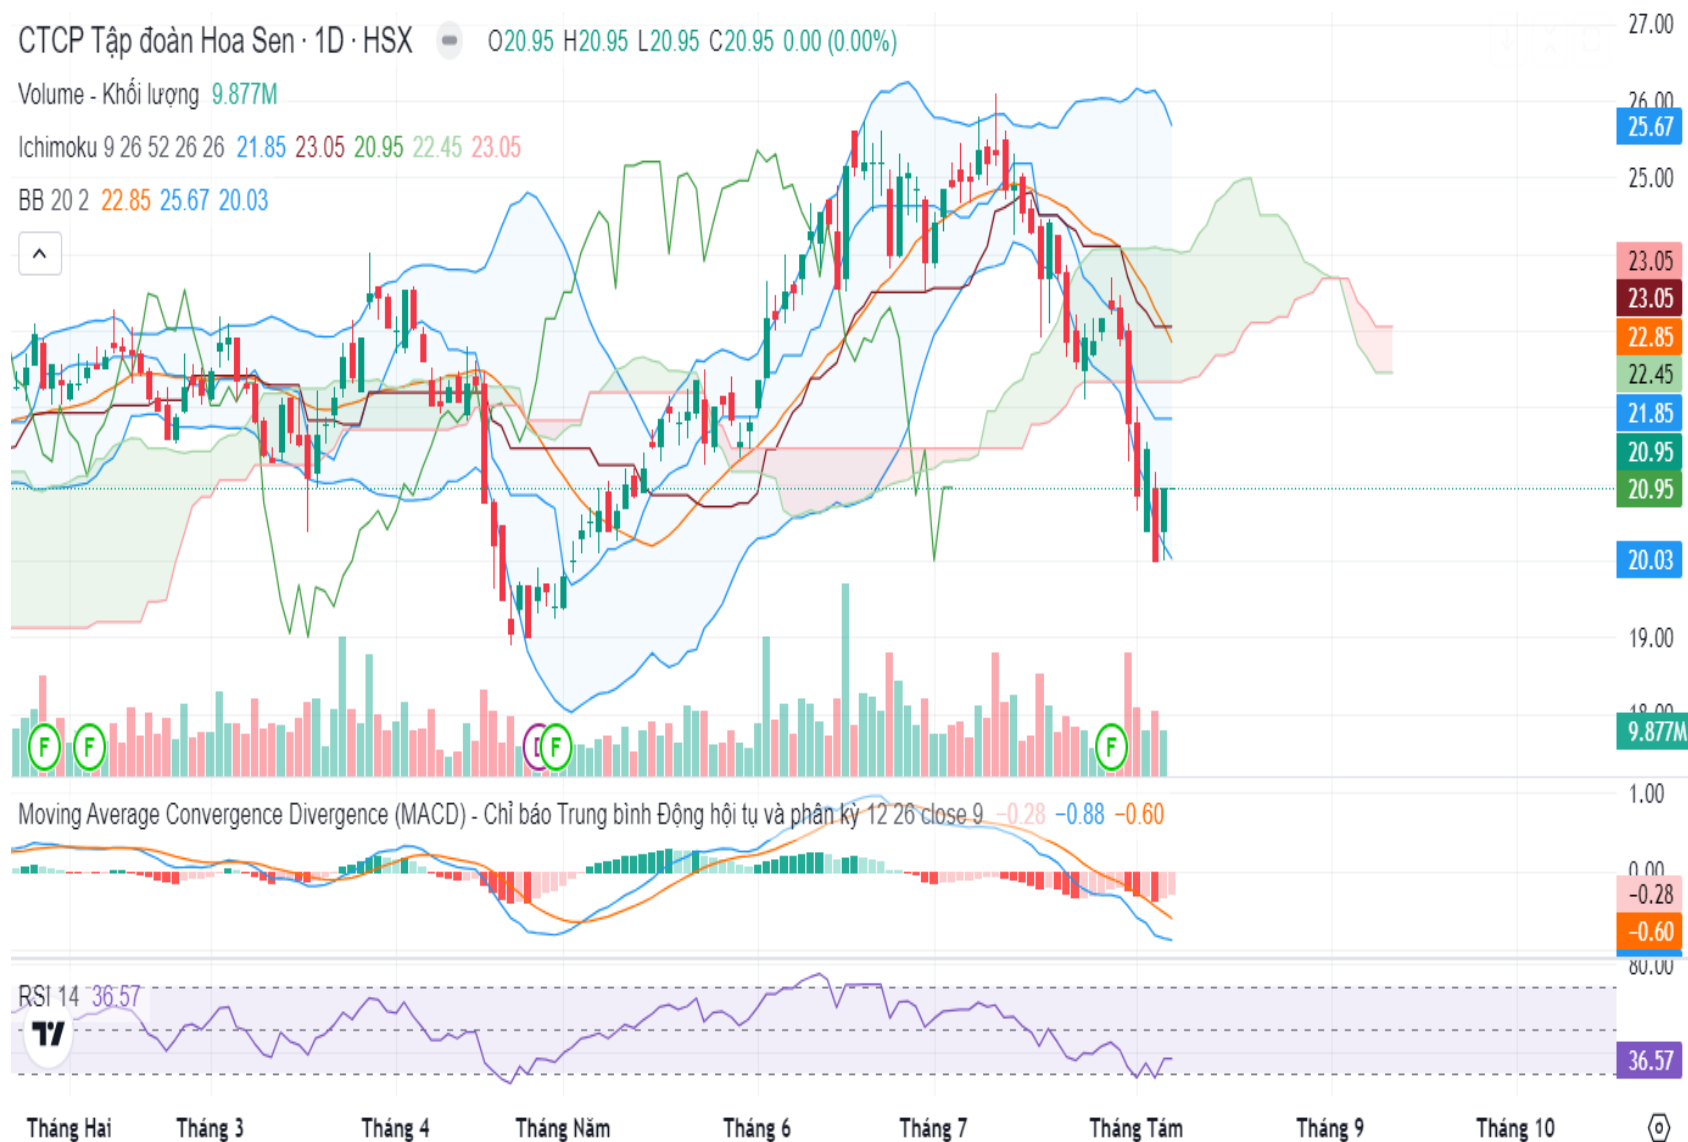 CTCP Tập đoàn Hoa Sen · 1D · HSX O20.95 H20.95 L20.95 C20.95 0.00 (0.00%)
Volume - Khối lượng 9.877M
Ichimoku 9 26 52 26 26 21.85 23.05 20.95 22.45 23.05
BB 20 2 22.85 25.67 20.03
27.00
26.00
25.67
25.00
23.05
23.05
22.85
22.45
21.85
20.95
20.95
20.03
19.00
18.00
9.877M
F F F F
Moving Average Convergence Divergence (MACD) - Chỉ báo Trung bình Động hội tụ và phân kỳ 12 26 close 9 −0.28 −0.88 −0.60
1.00
0.00
−0.28
−0.60
80.00
RSI 14 36.57
36.57
Tháng Hai Tháng 3 Tháng 4 Tháng Năm Tháng 6 Tháng 7 Tháng Tám Tháng 9 Tháng 10